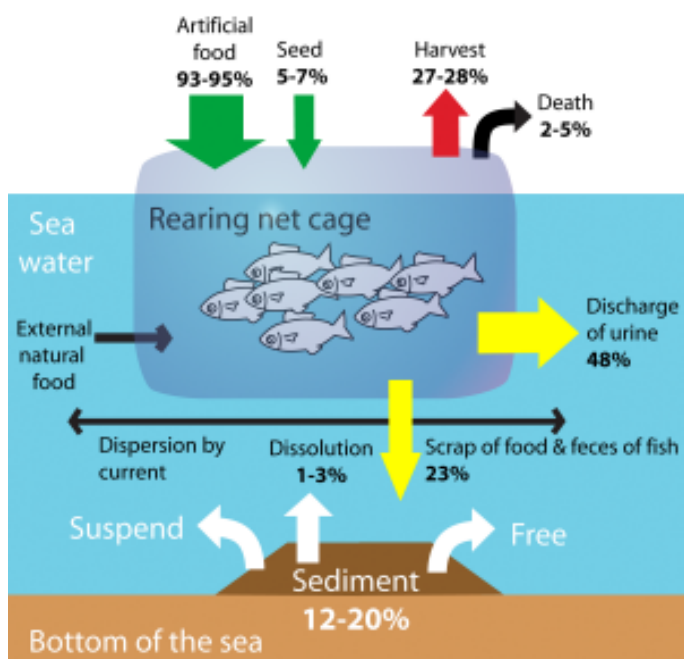 Artificial
food
93-95%
Seed
5-7%
Harvest
27-28%
Death
2-5%
Rearing net cage
Sea
water
External
natural
food
Discharge
of urine
48%
Dispersion by
current
Dissolution
1-3%
Scrap of food & feces of fish
23%
Suspend
Free
Sediment
12-20%
Bottom of the sea